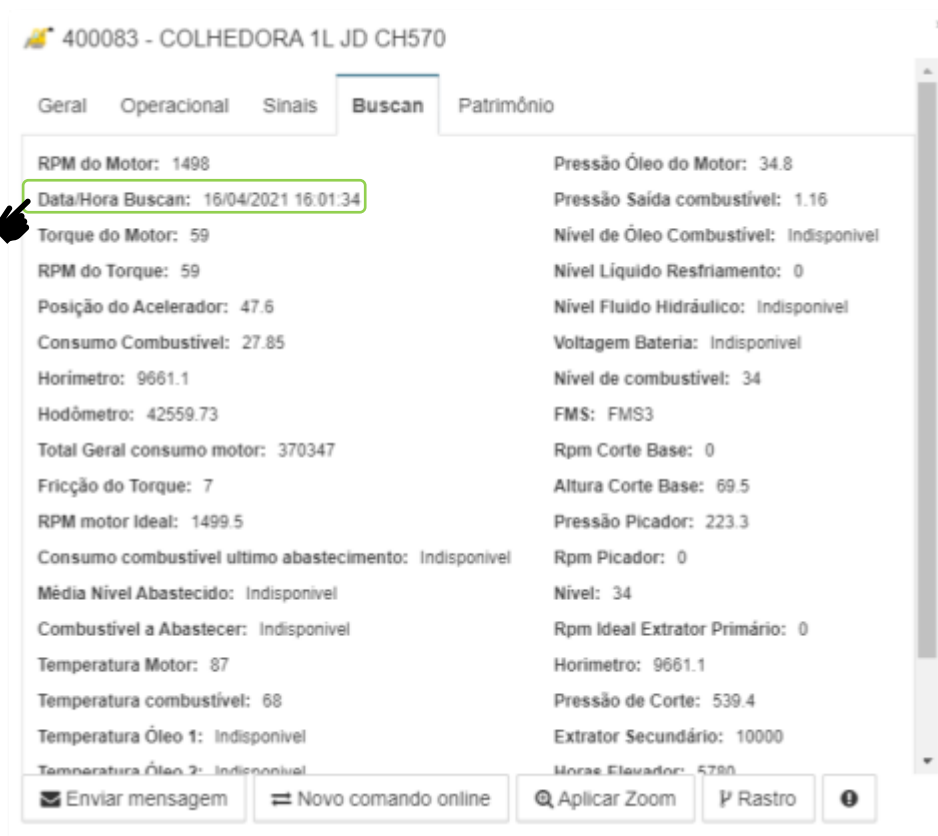 400083 - COLHEDORA 1L JD CH570
Geral Operacional Sinais Buscan Patrimônio
RPM do Motor: 1498
Data/Hora Buscan: 16/04/2021 16:01:34
Torque do Motor: 59
RPM do Torque: 59
Posição do Acelerador: 47.6
Consumo Combustível: 27.85
Horímetro: 9661.1
Hodômetro: 42559.73
Total Geral consumo motor: 370347
Fricção do Torque: 7
RPM motor Ideal: 1499.5
Consumo combustível ultimo abastecimento: Indisponivel
Média Nível Abastecido: Indisponivel
Combustível a Abastecer: Indisponivel
Temperatura Motor: 87
Temperatura combustível: 68
Temperatura Óleo 1: Indisponivel
Temperatura Óleo 2: Indisponivel
Pressão Óleo do Motor: 34.8
Pressão Saída combustível: 1.16
Nível de Óleo Combustível: Indisponivel
Nível Líquido Resfriamento: 0
Nível Fluido Hidráulico: Indisponivel
Voltagem Bateria: Indisponivel
Nível de combustível: 34
FMS: FMS3
Rpm Corte Base: 0
Altura Corte Base: 69.5
Pressão Picador: 223.3
Rpm Picador: 0
Nível: 34
Rpm Ideal Extrator Primário: 0
Horimetro: 9661.1
Pressão de Corte: 539.4
Extrator Secundário: 10000
Horas Elevador: 5780
Enviar mensagem Novo comando online Aplicar Zoom Rastro